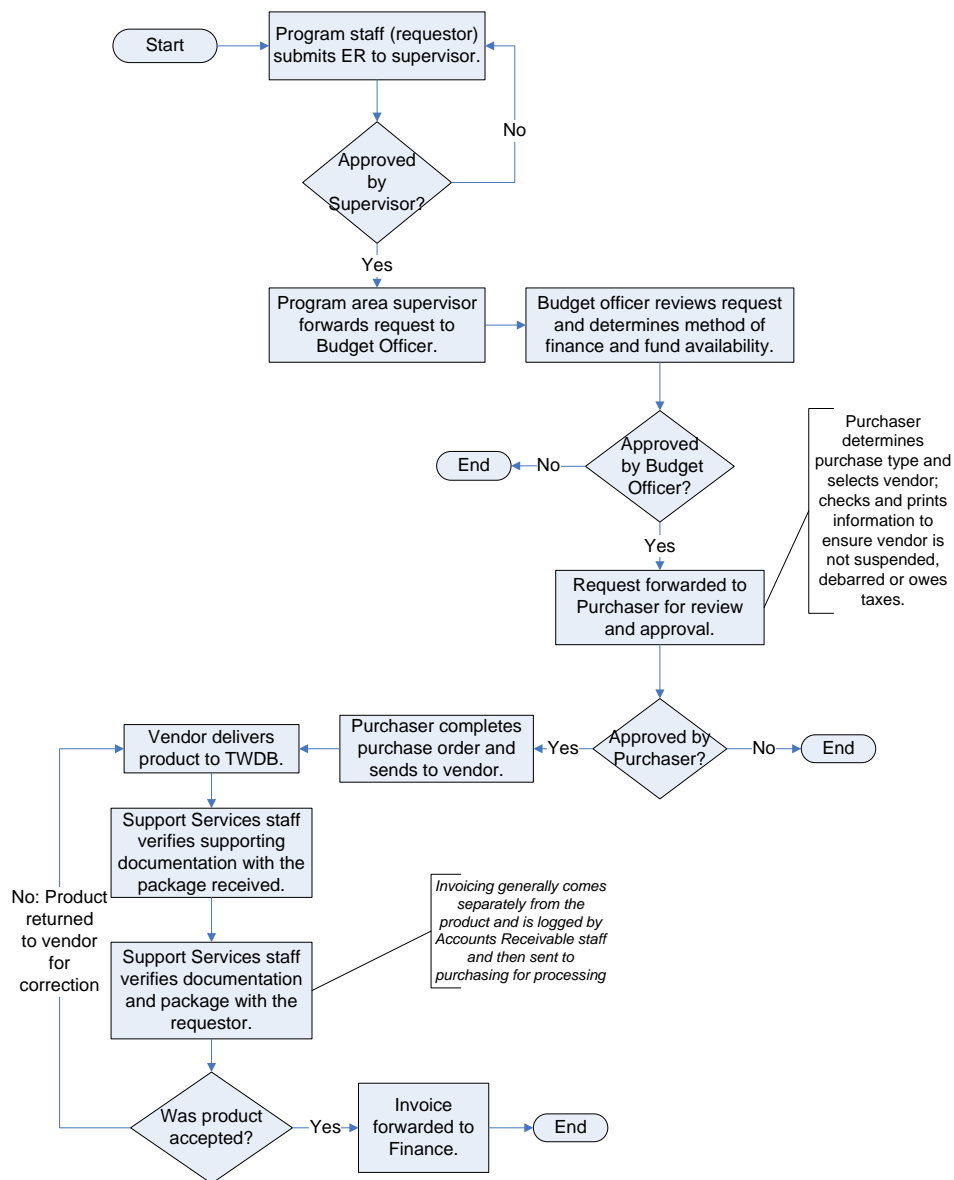 Start
Program staff (requestor)
submits ER to supervisor.
No
Approved
by
Supervisor?
Yes
Program area supervisor
forwards request to
Budget Officer.
Budget officer reviews request
and determines method of
finance and fund availability.
Approved
by Budget
Officer?
No
End
Yes
Purchaser
determines
purchase type and
selects vendor;
checks and prints
information to
ensure vendor is
not suspended,
debarred or owes
taxes.
Request forwarded to
Purchaser for review
and approval.
Approved by
Purchaser?
No
End
Yes
Purchaser completes
purchase order and
sends to vendor.
Vendor delivers
product to TWDB.
Support Services staff
verifies supporting
documentation with the
package received.
No: Product
returned
to vendor
for
correction
Support Services staff
verifies documentation
and package with the
requestor.
Invoicing generally comes
separately from the
product and is logged by
Accounts Receivable staff
and then sent to
purchasing for processing
Was product
accepted?
Yes
Invoice
forwarded to
Finance.
End